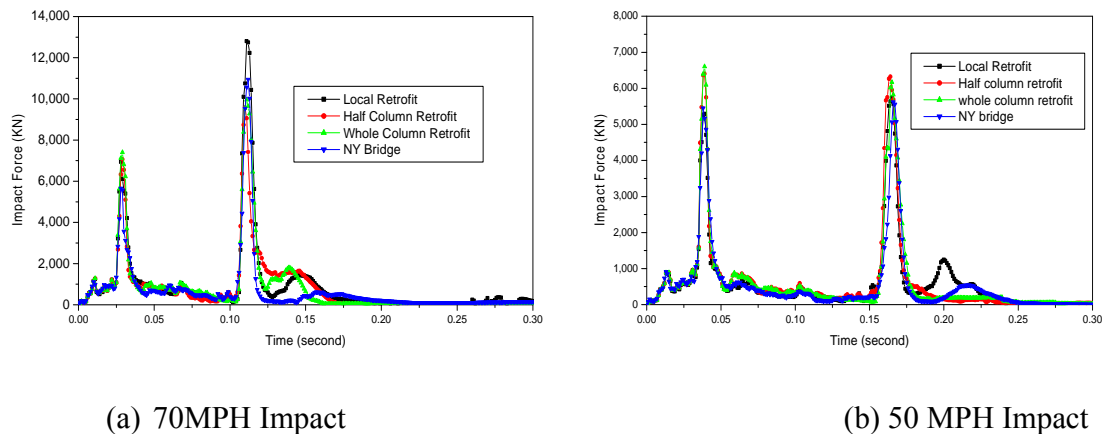 14,000
12,000
10,000
8,000
6,000
4,000
2,000
0
Impact Force (KN)
Local Retrofit
Half Column Retrofit
Whole Column Retrofit
NY Bridge
0.00 0.05 0.10 0.15 0.20 0.25 0.30
Time (second)
(a) 70MPH Impact
8,000
7,000
6,000
5,000
4,000
3,000
2,000
1,000
0
Impact Force (KN)
Local Retrofit
Half column retrofit
whole column retrofit
NY bridge
0.00 0.05 0.10 0.15 0.20 0.25 0.30
Time (second)
(b) 50 MPH Impact